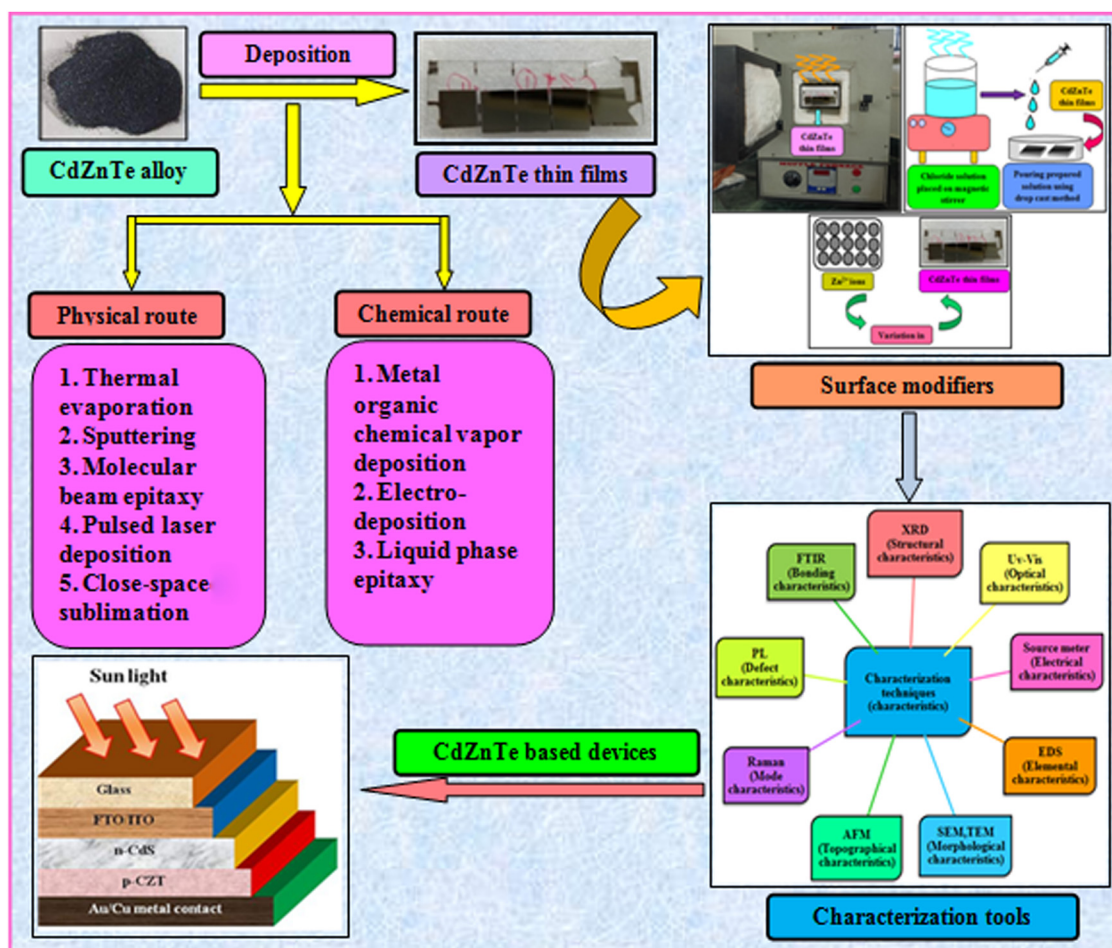 Deposition
CdZnTe alloy
CdZnTe thin films
Physical route
Chemical route
1. Thermal
evaporation
2. Sputtering
3. Molecular
beam epitaxy
4. Pulsed laser
deposition
5. Close-space
sublimation
1. Metal
organic
chemical vapor
deposition
2. Electro-
deposition
3. Liquid phase
epitaxy
CdZnTe
thin films
CdZnTe
thin films
Chloride solution
placed on magnetic
stirrer
Pouring prepared
solution using
drop cast method
Zn²⁺ ions
CdZnTe thin films
Variation in
Surface modifiers
XRD
(Structural
characteristics)
FTIR
(Bonding
characteristics)
Uv-Vis
(Optical
characteristics)
PL
(Defect
characteristics)
Characterization
techniques
(characteristics)
Source meter
(Electrical
characteristics)
Raman
(Mode
characteristics)
EDS
(Elemental
characteristics)
AFM
(Topographical
characteristics)
SEM,TEM
(Morphological
characteristics)
Characterization tools
CdZnTe based devices
Sun light
Glass
FTO ITO
n-CdS
p-CZT
Au/Cu metal contact